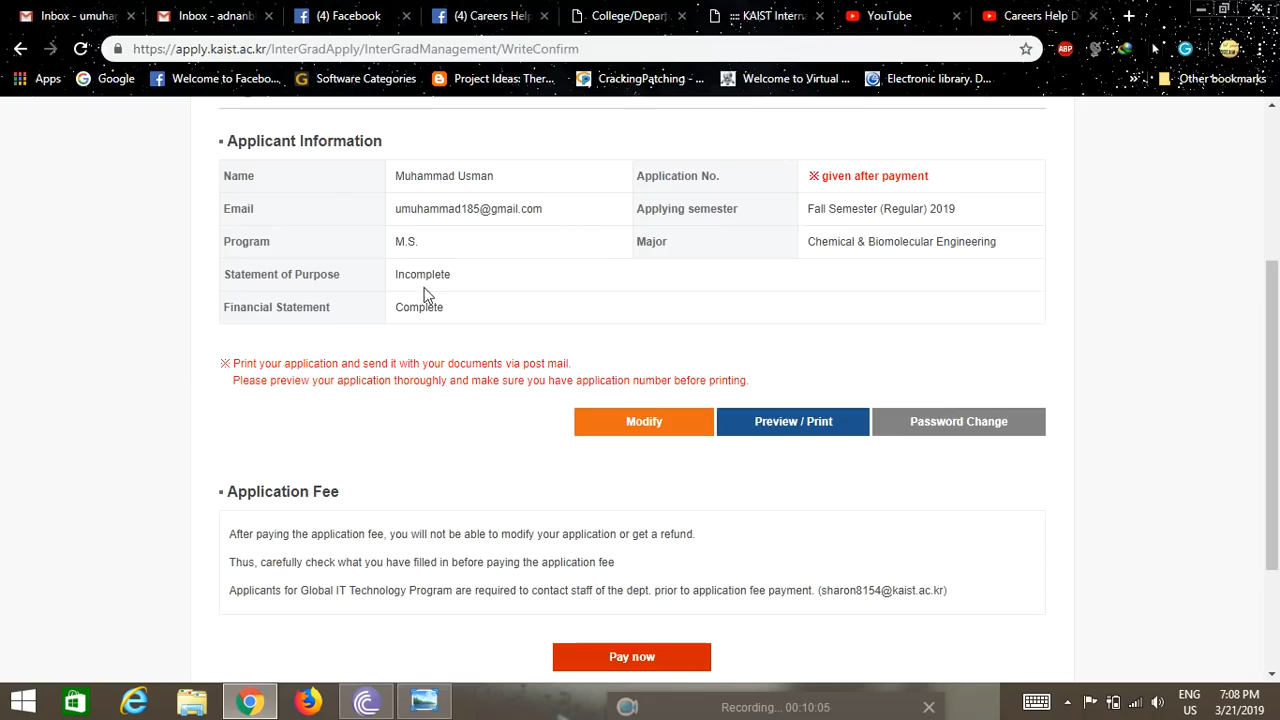 Inbox - umuha
Inbox - adnanb
(4) Facebook
(4) Careers Help
College/Depart
::: KAIST Interna
YouTube
Careers Help D
https://apply.kaist.ac.kr/InterGradApply/InterGradManagement/WriteConfirm
Apps
Google
Welcome to Facebo...
Software Categories
Project Ideas: Ther...
CrackingPatching - ...
Welcome to Virtual ...
Electronic library. D...
Other bookmarks
Applicant Information
Name Muhammad Usman Application No. ※ given after payment
Email umuhammad185@gmail.com Applying semester Fall Semester (Regular) 2019
Program M.S. Major Chemical & Biomolecular Engineering
Statement of Purpose Incomplete
Financial Statement Complete
※ Print your application and send it with your documents via post mail.
Please preview your application thoroughly and make sure you have application number before printing.
Modify Preview / Print Password Change
Application Fee
After paying the application fee, you will not be able to modify your application or get a refund.
Thus, carefully check what you have filled in before paying the application fee
Applicants for Global IT Technology Program are required to contact staff of the dept. prior to application fee payment. (sharon8154@kaist.ac.kr)
Pay now
Recording... 00:10:05
ENG
US
7:08 PM
3/21/2019